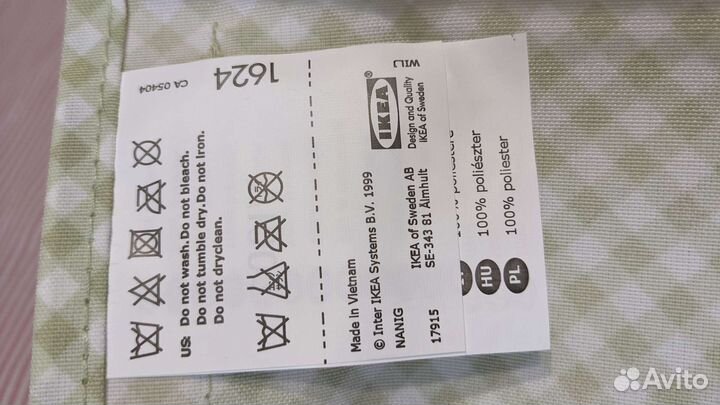 CA 05404
1624
US: Do not wash.Do not bleach.
Do not tumble dry.Do not iron.
Do not dryclean.
Made in Vietnam
© Inter IKEA Systems B.V. 1999
NANIG
17915
IKEA of Sweden AB
SE-343 81 Älmhult
IKEA
Design and Quality
IKEA of Sweden
HU 100% poliészter
PL 100% poliester
Avito